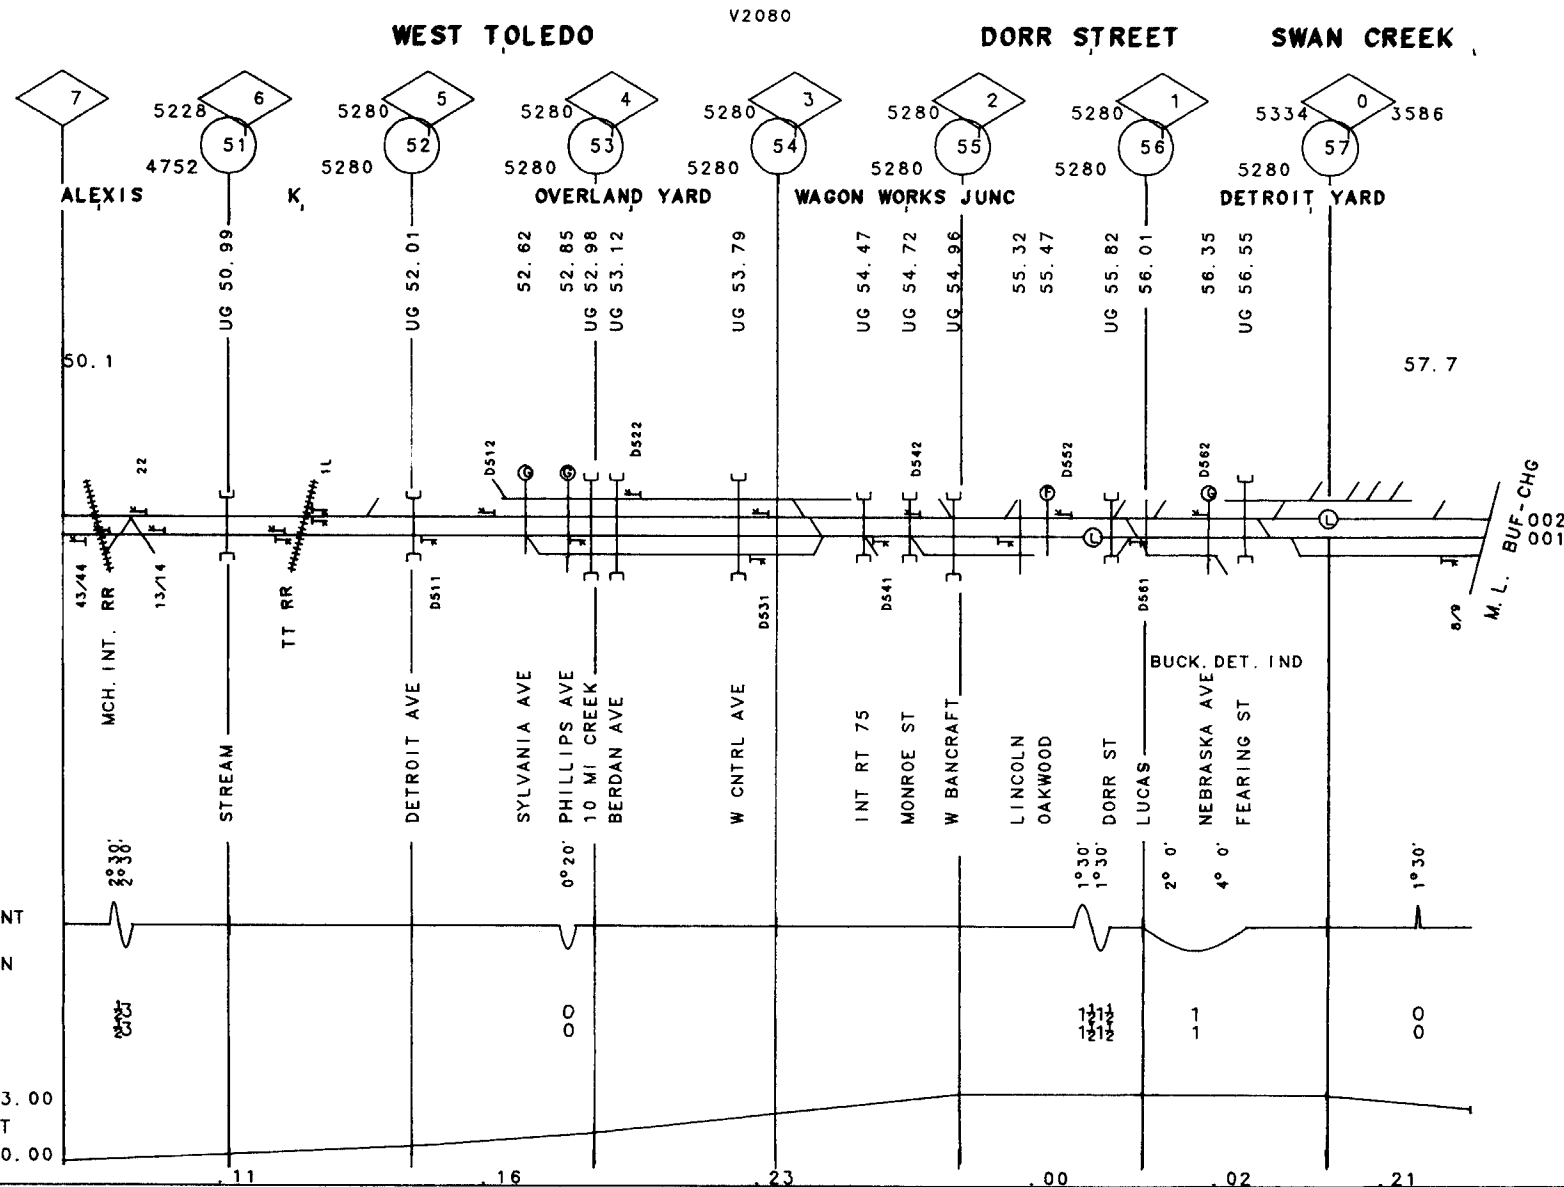 V2080
WEST TOLEDO DORR STREET SWAN CREEK
7 6 5 4 3 2 1 0
5228 5280 5280 5280 5280 5280 5334 3586
51 52 53 54 55 56 57
4752 5280 5280 5280 5280 5280 5280
ALEXIS K OVERLAND YARD WAGON WORKS JUNC DETROIT YARD
UG 50.99
UG 52.01
52.62
52.85
UG 52.98
UG 53.12
UG 53.79
UG 54.47
UG 54.72
UG 54.96
55.32
55.47
UG 55.82
56.01
56.35
UG 56.55
50.1 57.7
22
1L
D512
G
G
D522
D542
F
D552
D562
G
L
L
002
001
M.L. BUF-CHG
43/44
MCH. INT. RR
13/14
TT RR
D511
D531
D541
D561
8/9
BUCK. DET. IND
STREAM
DETROIT AVE
SYLVANIA AVE
PHILLIPS AVE
10 MI CREEK
BERDAN AVE
W CNTRL AVE
INT RT 75
MONROE ST
W BANCRAFT
LINCOLN
OAKWOOD
DORR ST
LUCAS
NEBRASKA AVE
FEARING ST
2°30'
2°30'
0°20'
1°30'
1°30'
2° 0'
4° 0'
1°30'
NT
N
0 1½1½ 1 0
0 1½1½ 1 0
3.00
T
0.00
.11 .16 .23 .00 .02 .21